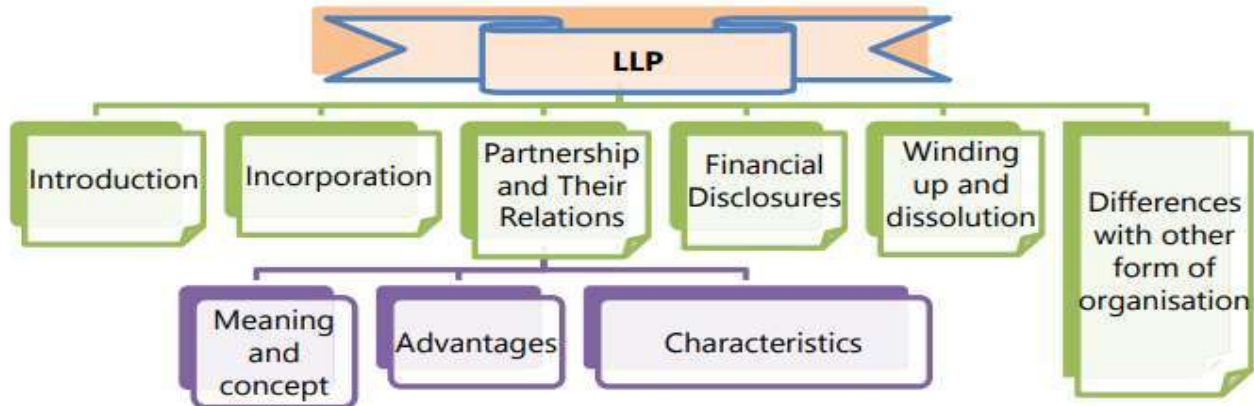 LLP
Introduction
Incorporation
Partnership
and Their
Relations
Financial
Disclosures
Winding
up and
dissolution
Differences
with other
form of
organisation
Meaning
and
concept
Advantages
Characteristics